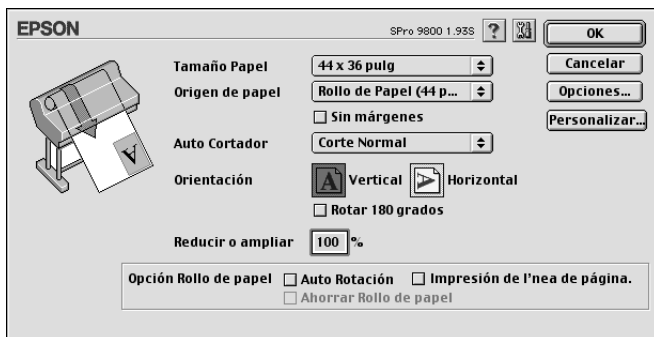 EPSON
SPro 9800 1.93S
?
OK
Tamaño Papel
44 x 36 pulg
Cancelar
Origen de papel
Rollo de Papel (44 p...
Opciones...
Sin márgenes
Personalizar...
Auto Cortador
Corte Normal
Orientación
A
Vertical
A
Horizontal
Rotar 180 grados
Reducir o ampliar
100 %
Opción Rollo de papel
Auto Rotación
Impresión de l'nea de página.
Ahorrar Rollo de papel
A